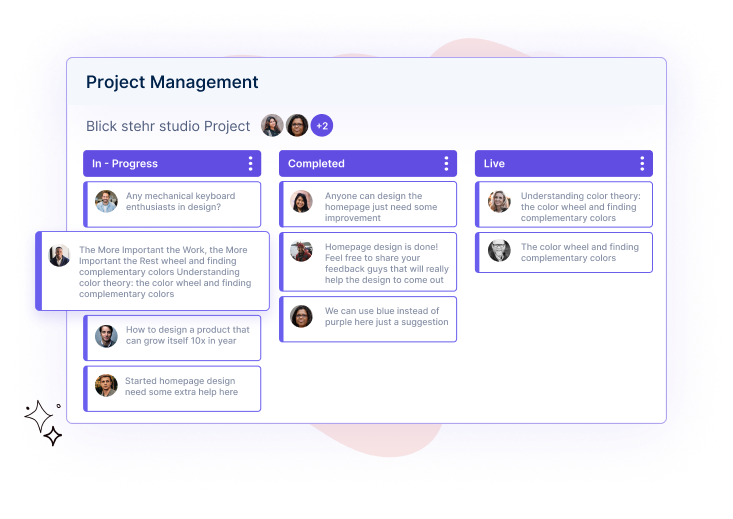 Project Management
Blick stehr studio Project
+2
In - Progress
Any mechanical keyboard
enthusiasts in design?
The More Important the Work, the More
Important the Rest wheel and finding
complementary colors Understanding
color theory: the color wheel and finding
complementary colors
How to design a product that
can grow itself 10x in year
Started homepage design
need some extra help here
Completed
Anyone can design the
homepage just need some
improvement
Homepage design is done!
Feel free to share your
feedback guys that will really
help the design to come out
We can use blue instead of
purple here just a suggestion
Live
Understanding color theory:
the color wheel and finding
complementary colors
The color wheel and finding
complementary colors